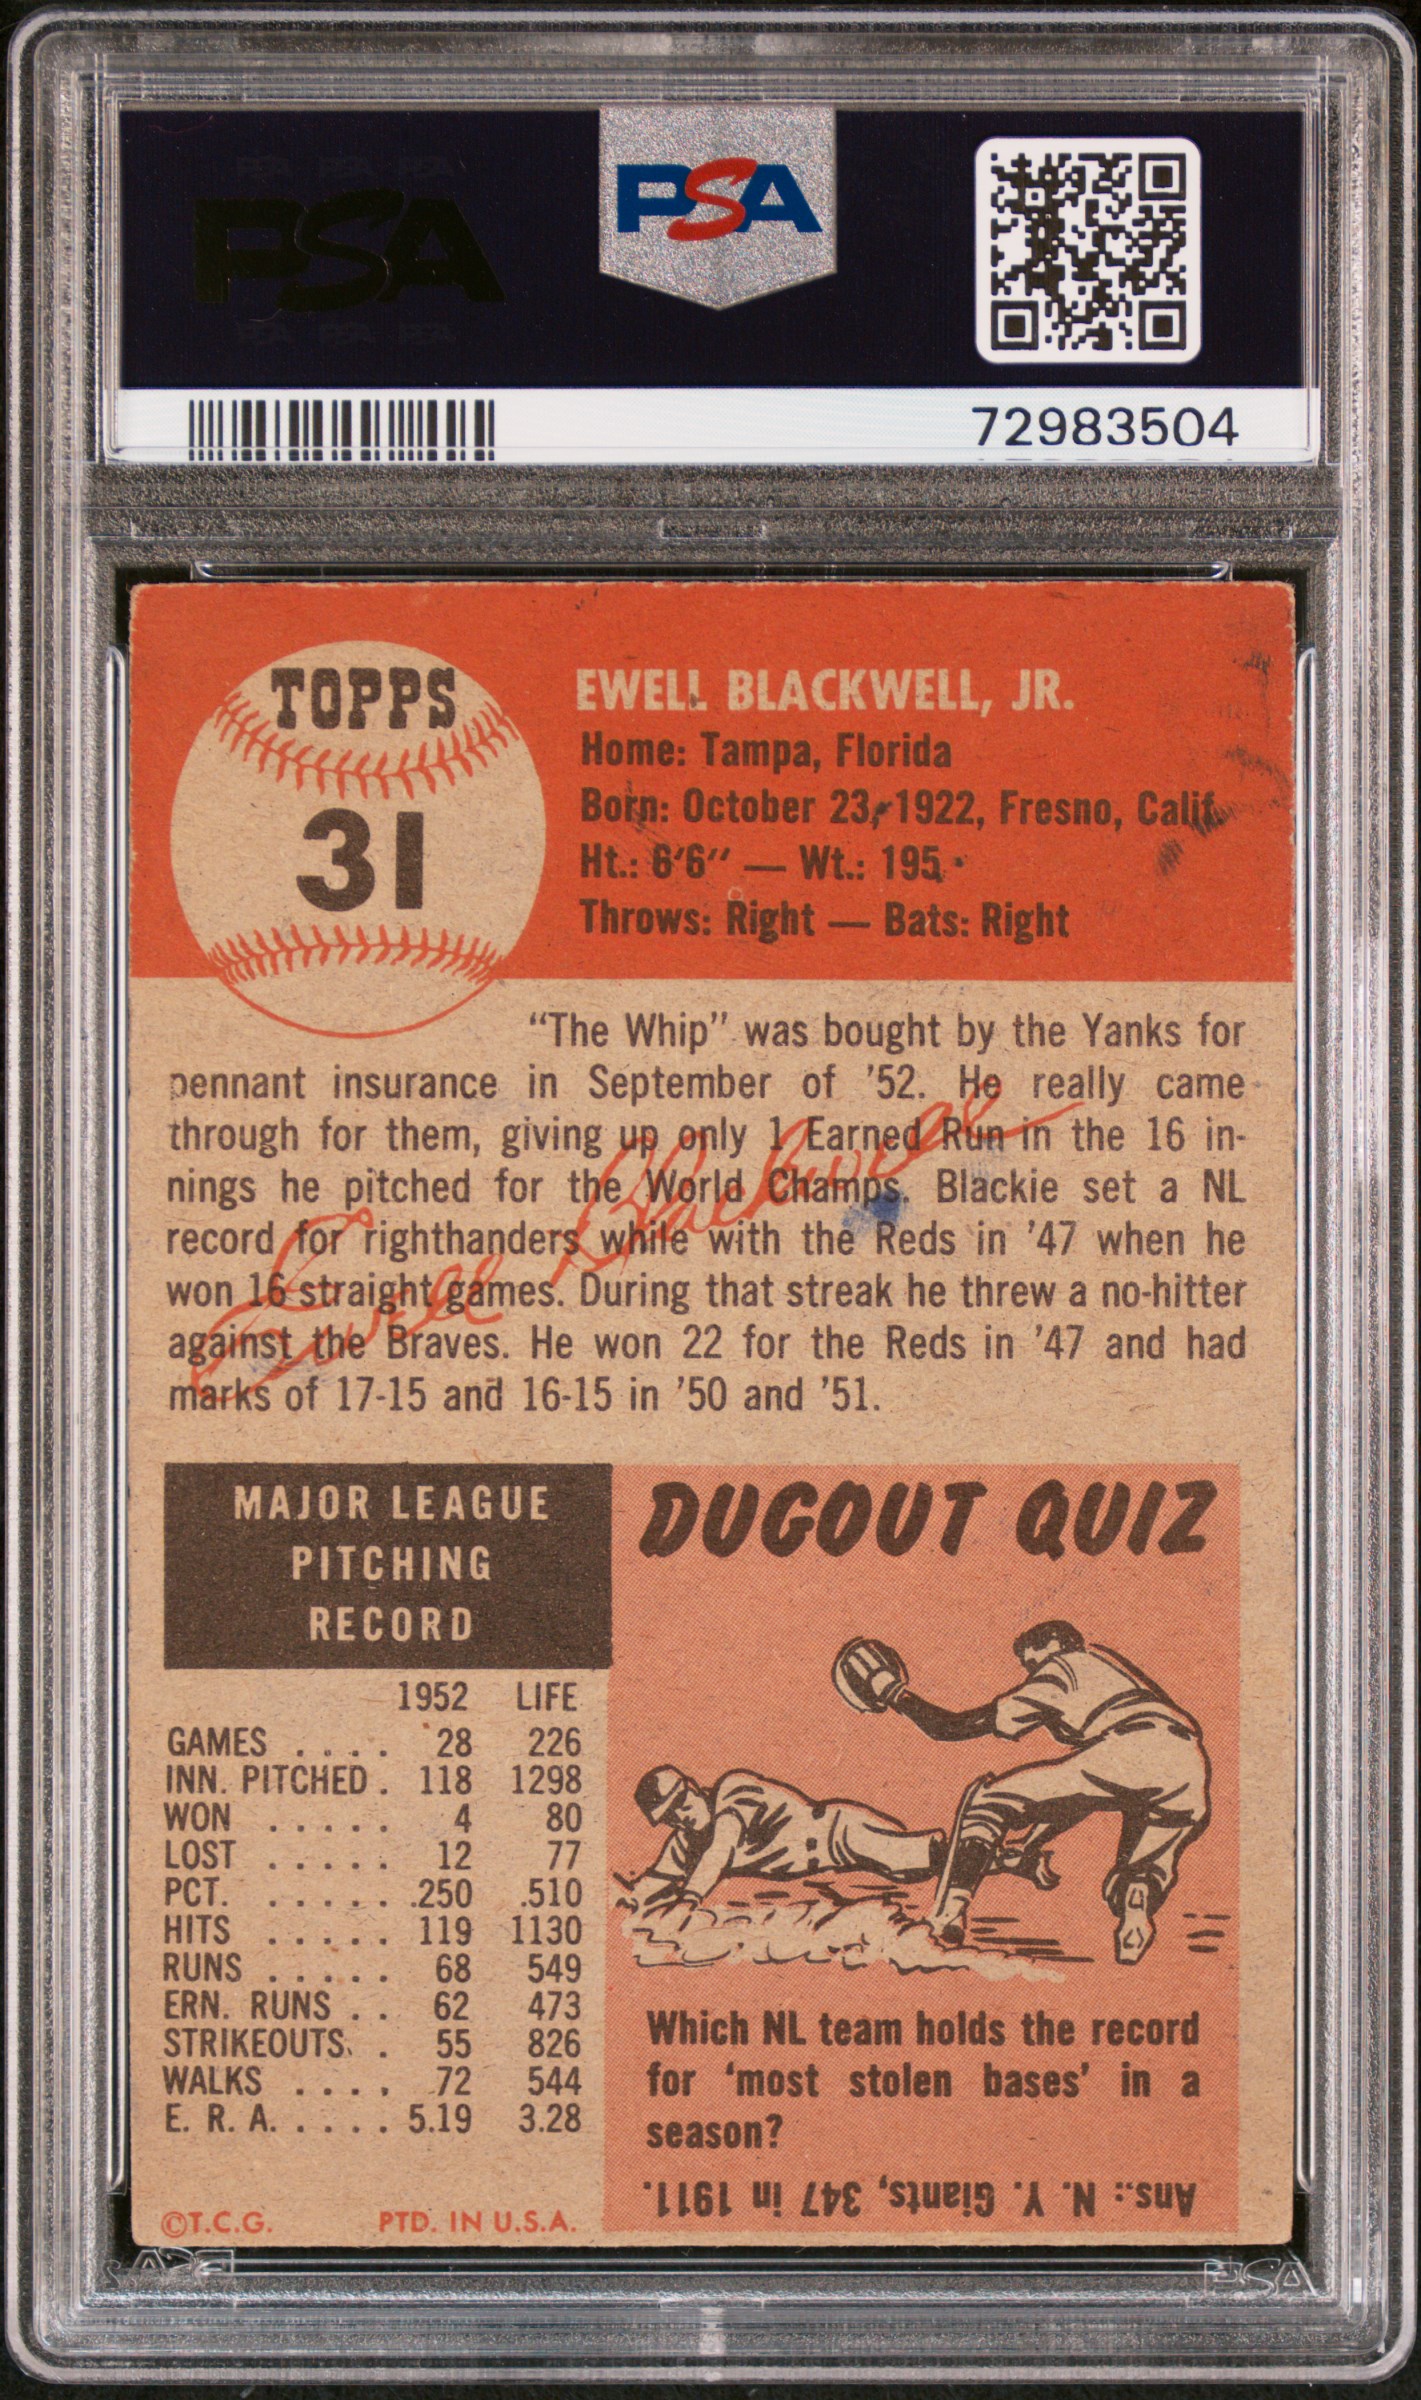 PSA
PSA
72983504
TOPPS
31
EWELL BLACKWELL, JR.
Home: Tampa, Florida
Born: October 23, 1922, Fresno, Calif.
Ht.: 6'6" — Wt.: 195
Throws: Right — Bats: Right
"The Whip" was bought by the Yanks for
pennant insurance in September of '52. He really came
through for them, giving up only 1 Earned Run in the 16 in-
nings he pitched for the World Champs. Blackie set a NL
record for righthanders while with the Reds in '47 when he
won 16 straight games. During that streak he threw a no-hitter
against the Braves. He won 22 for the Reds in '47 and had
marks of 17-15 and 16-15 in '50 and '51.
Ewell Blackwell
MAJOR LEAGUE
PITCHING
RECORD
1952 LIFE
GAMES . . . . 28 226
INN. PITCHED . 118 1298
WON . . . . . 4 80
LOST . . . . . 12 77
PCT. . . . . . .250 .510
HITS . . . . . 119 1130
RUNS . . . . . 68 549
ERN. RUNS . . 62 473
STRIKEOUTS. . 55 826
WALKS . . . . 72 544
E. R. A. . . . . . 5.19 3.28
©T.C.G. PTD. IN U.S.A.
DUGOUT QUIZ
Which NL team holds the record
for 'most stolen bases' in a
season?
Ans.: N. Y. Giants, 347 in 1911.
PSA
PSA